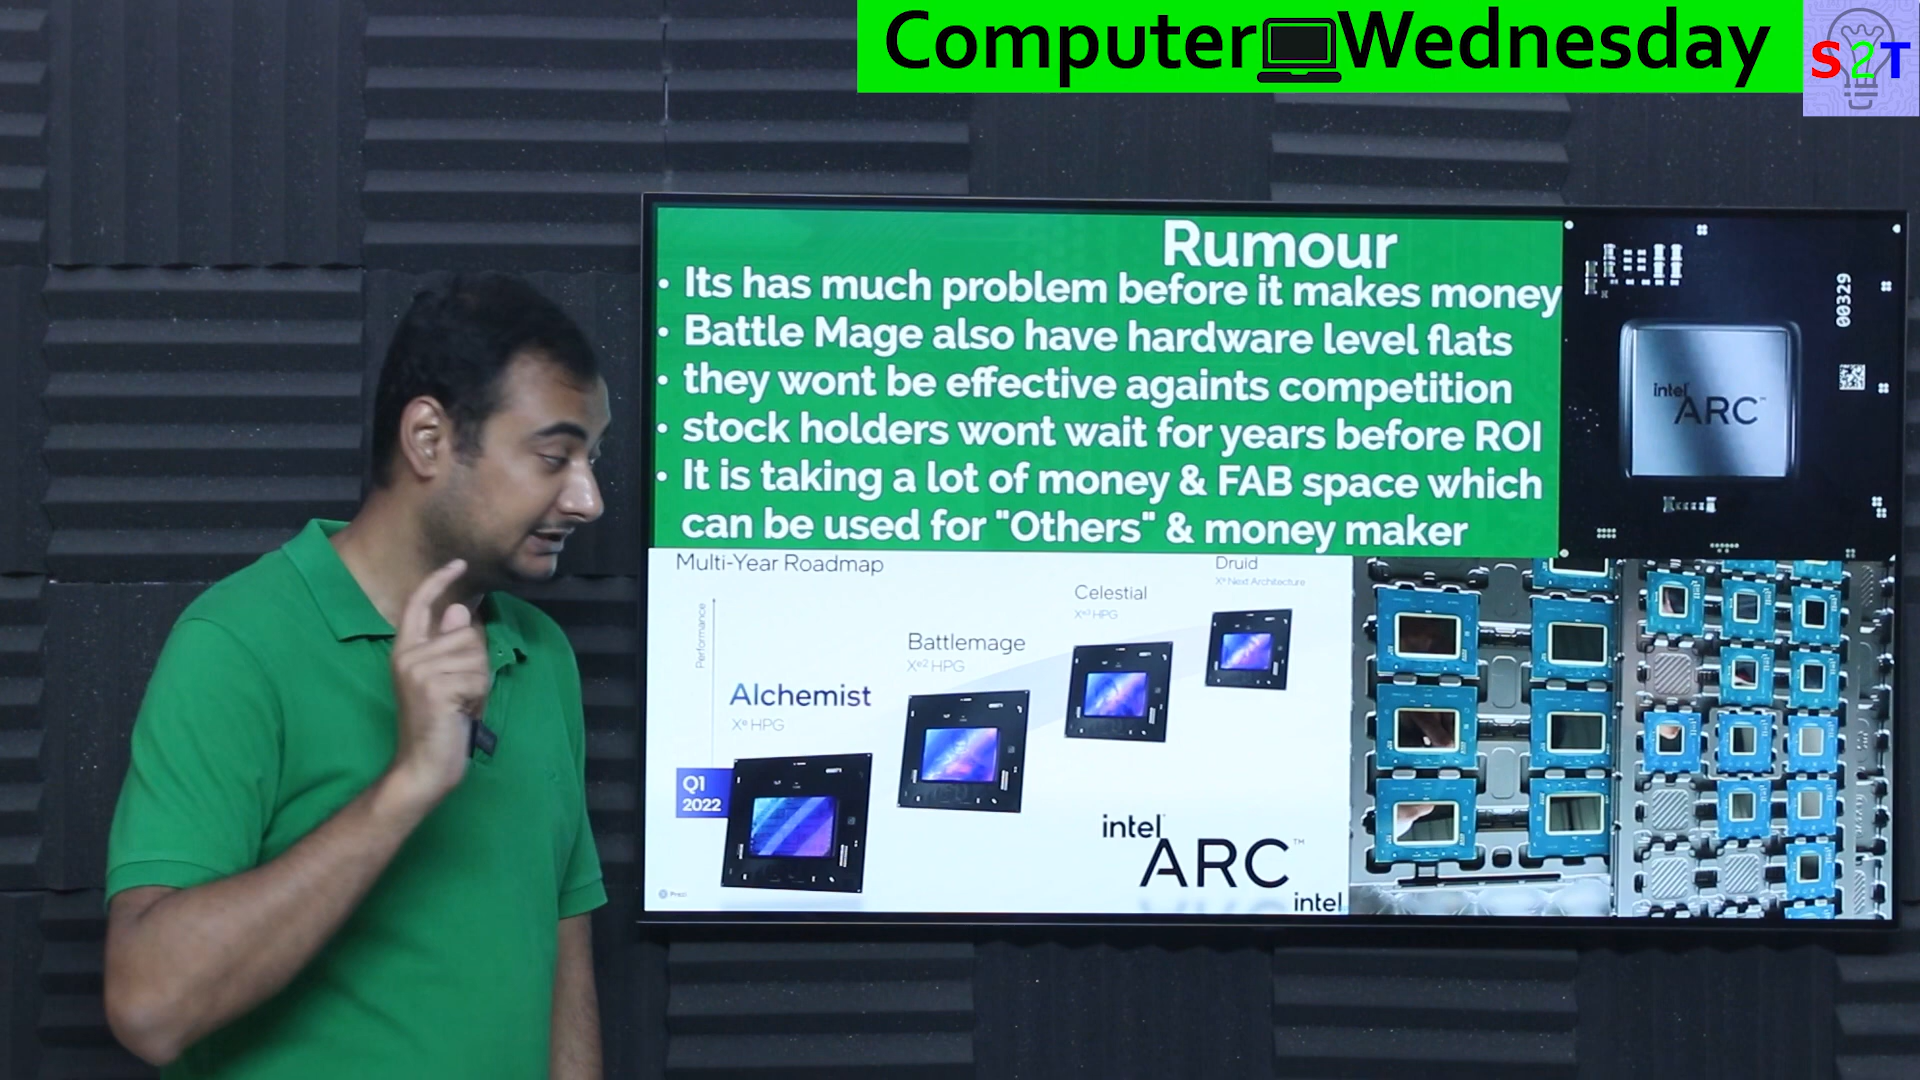 Computer Wednesday
S2T
Rumour
• Its has much problem before it makes money
• Battle Mage also have hardware level flats
• they wont be effective againts competition
• stock holders wont wait for years before ROI
• It is taking a lot of money & FAB space which
can be used for "Others" & money maker
00329
intel
ARC™
Multi-Year Roadmap
Performance
Druid
Xᵉ Next Architecture
Celestial
Xᵉ³ HPG
Battlemage
Xᵉ² HPG
Alchemist
Xᵉ HPG
Q1
2022
intel
ARC™
intel
Prezi